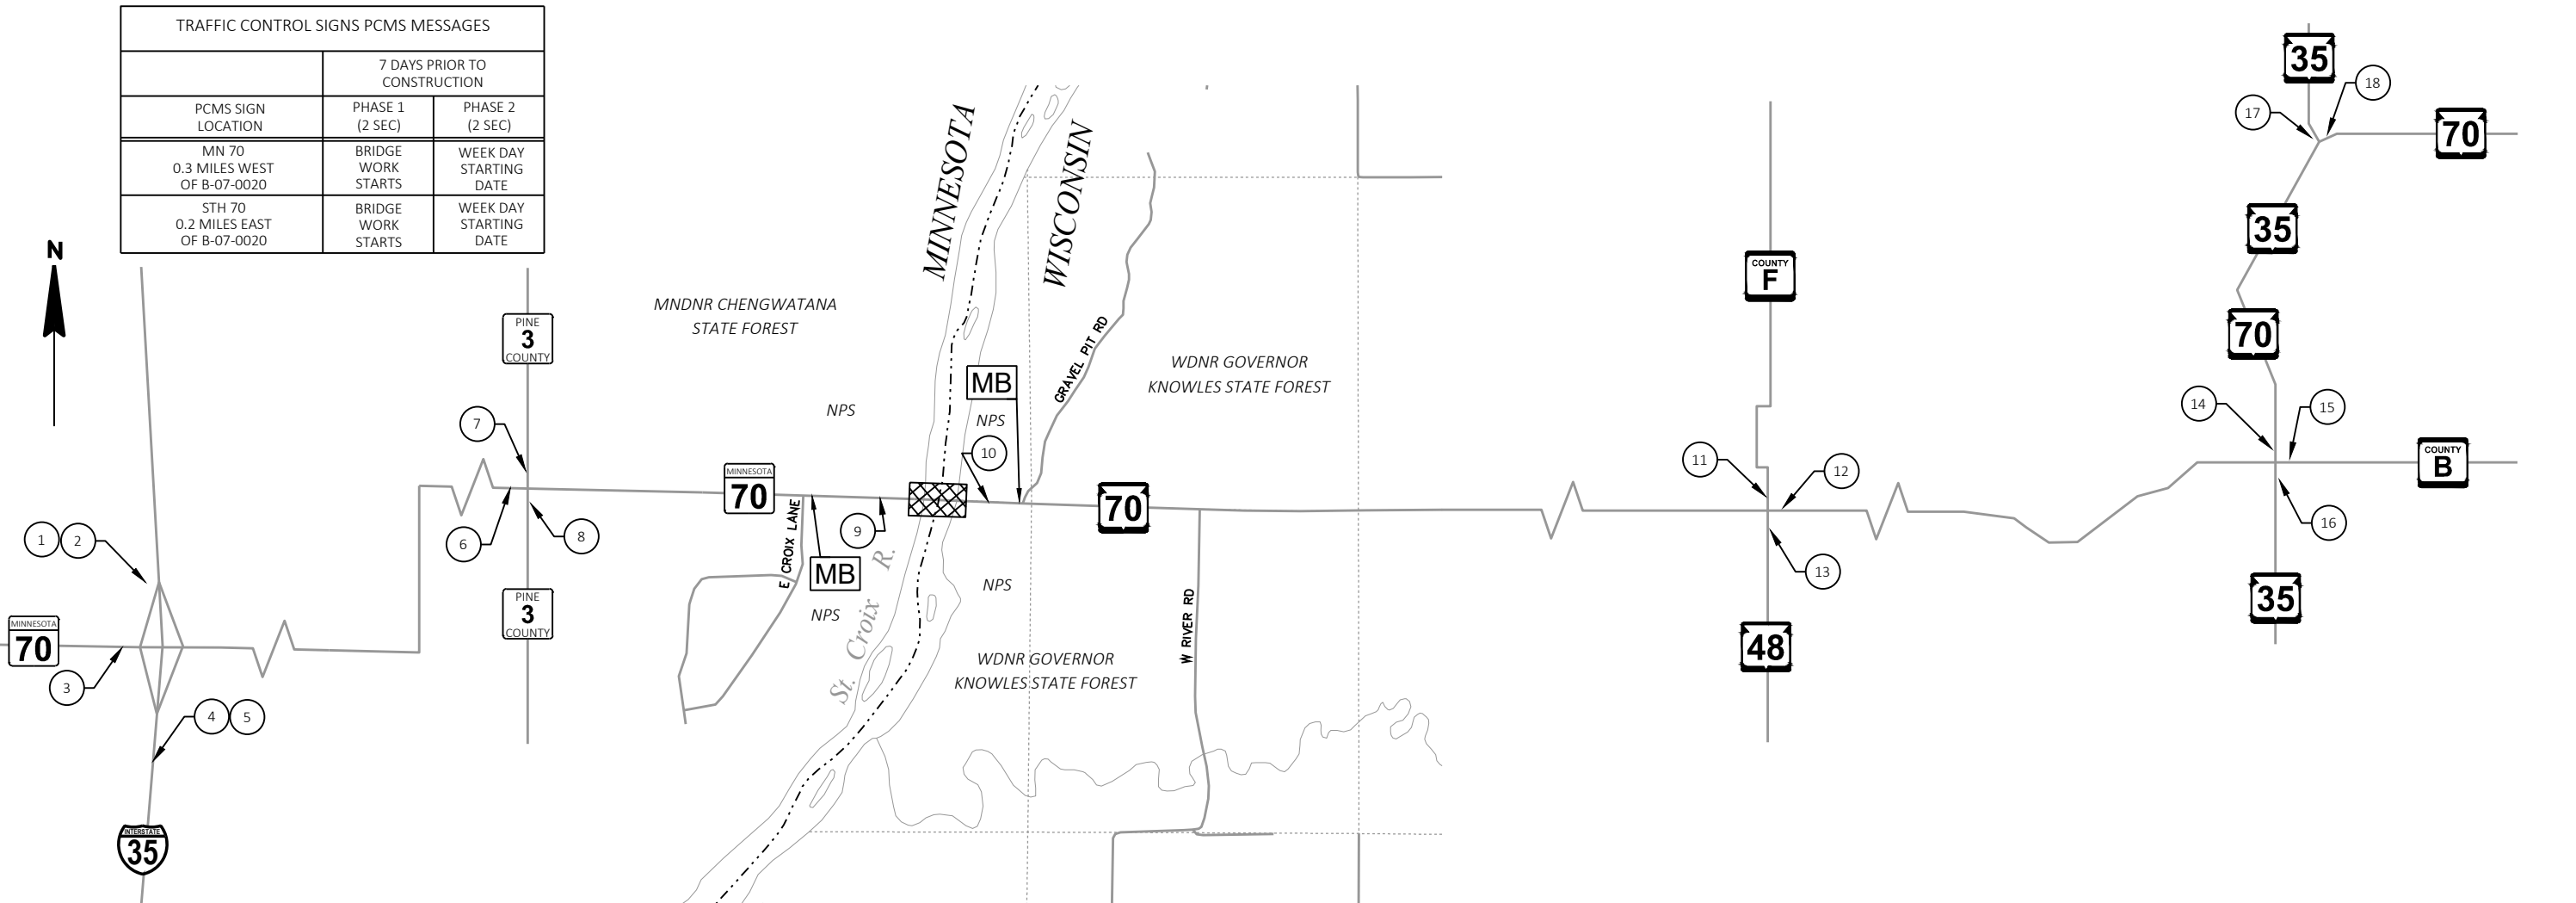 TRAFFIC CONTROL SIGNS PCMS MESSAGES
7 DAYS PRIOR TO
CONSTRUCTION
PCMS SIGN
LOCATION
PHASE 1
(2 SEC)
PHASE 2
(2 SEC)
MN 70
0.3 MILES WEST
OF B-07-0020
BRIDGE
WORK
STARTS
WEEK DAY
STARTING
DATE
STH 70
0.2 MILES EAST
OF B-07-0020
BRIDGE
WORK
STARTS
WEEK DAY
STARTING
DATE
N
1
2
MINNESOTA
70
3
4
5
INTERSTATE
35
PINE
3
COUNTY
7
6
8
PINE
3
COUNTY
MNDNR CHENGWATANA
STATE FOREST
NPS
MINNESOTA
70
E CROIX LANE
MB
9
NPS
St. Croix R.
MINNESOTA
WISCONSIN
MB
NPS
10
GRAVEL PIT RD
WDNR GOVERNOR
KNOWLES STATE FOREST
70
NPS
WDNR GOVERNOR
KNOWLES STATE FOREST
W RIVER RD
COUNTY
F
11
12
13
48
35
18
17
70
35
70
14
15
COUNTY
B
16
35